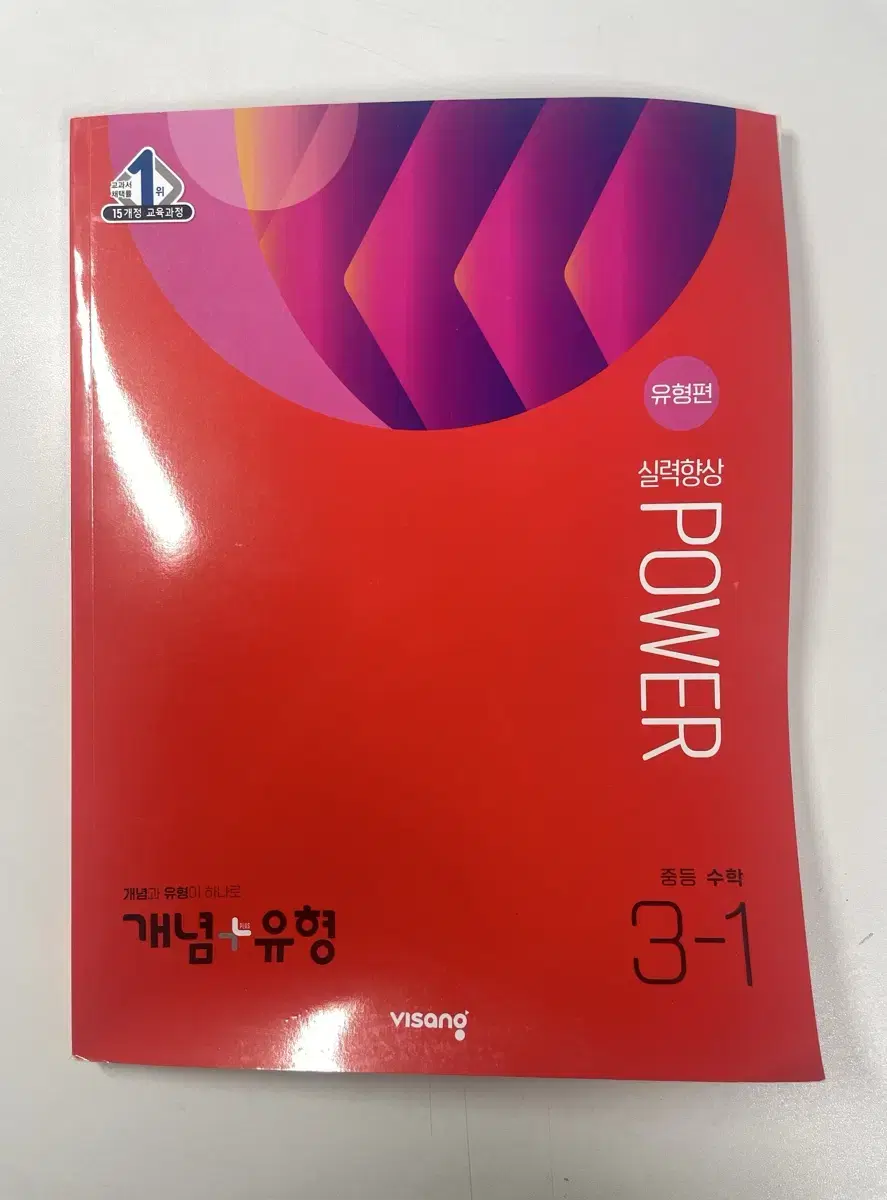 교과서
채택률 1위
15개정 교육과정
유형편
실력향상
POWER
중등 수학
3-1
개념과 유형이 하나로
개념+유형
visang